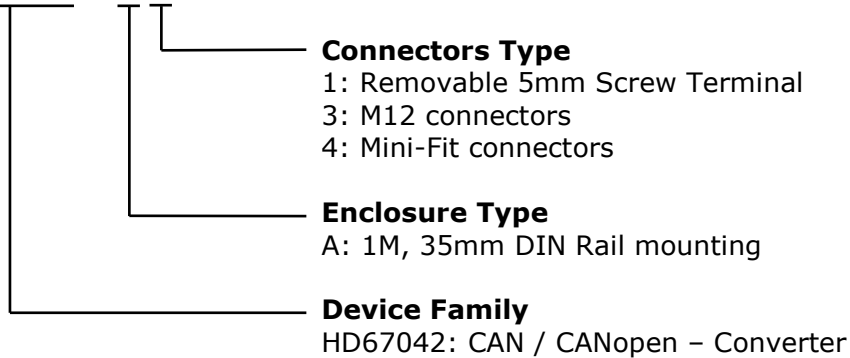 Connectors Type
1: Removable 5mm Screw Terminal
3: M12 connectors
4: Mini-Fit connectors
Enclosure Type
A: 1M, 35mm DIN Rail mounting
Device Family
HD67042: CAN / CANopen – Converter